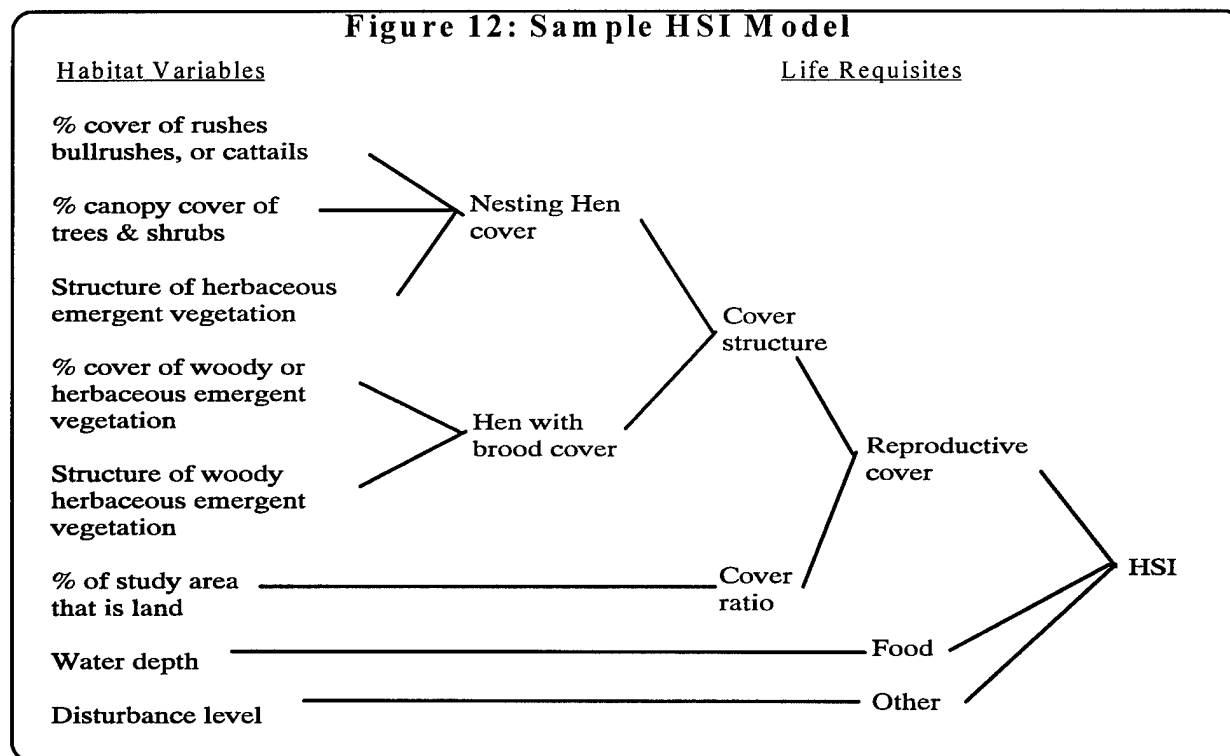 Figure 12: Sample HSI Model
Habitat Variables
Life Requisites
% cover of rushes
bullrushes, or cattails
% canopy cover of
trees & shrubs
Structure of herbaceous
emergent vegetation
% cover of woody or
herbaceous emergent
vegetation
Structure of woody
herbaceous emergent
vegetation
% of study area
that is land
Water depth
Disturbance level
Nesting Hen
cover
Hen with
brood cover
Cover
structure
Cover
ratio
Reproductive
cover
Food
Other
HSI